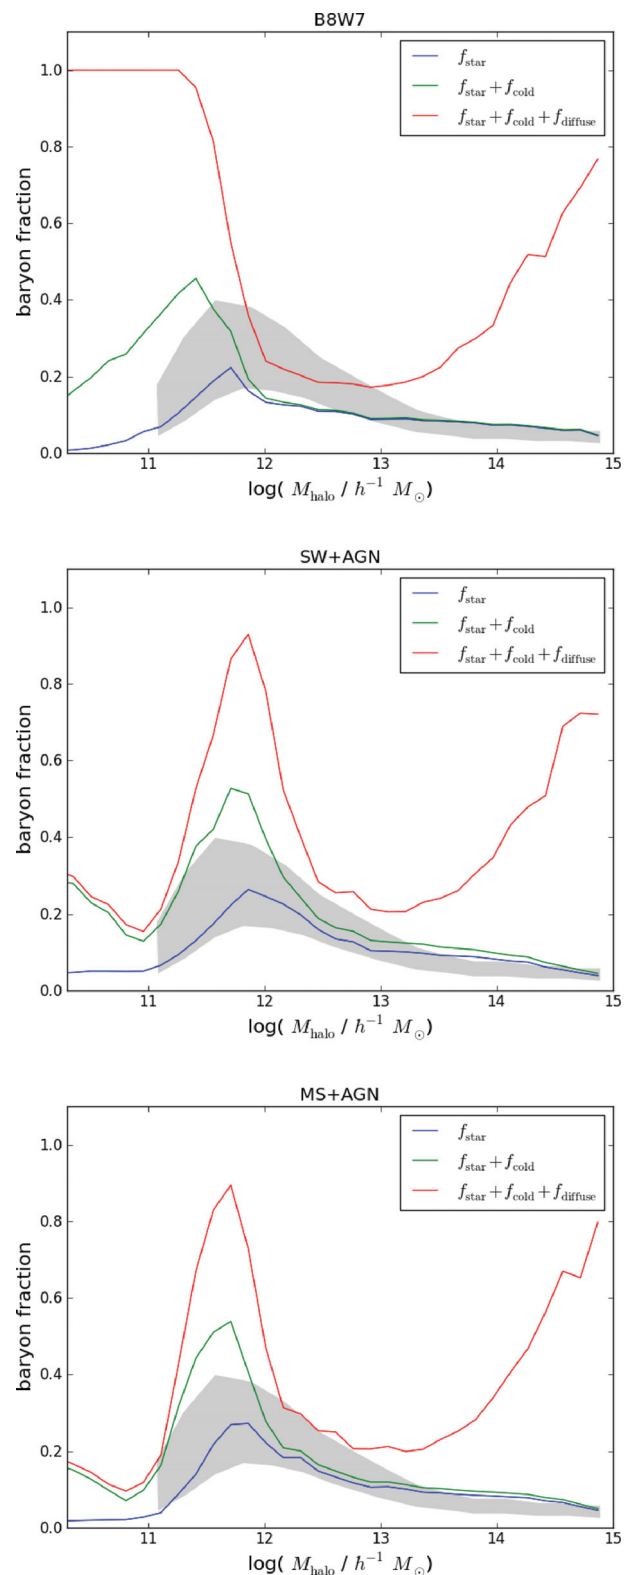 B8W7
f_star
f_star + f_cold
f_star + f_cold + f_diffuse
1.0
0.8
0.6
0.4
0.2
0.0
baryon fraction
11 12 13 14 15
log( M_halo / h^−1 M_⊙)
SW+AGN
f_star
f_star + f_cold
f_star + f_cold + f_diffuse
1.0
0.8
0.6
0.4
0.2
0.0
baryon fraction
11 12 13 14 15
log( M_halo / h^−1 M_⊙)
MS+AGN
f_star
f_star + f_cold
f_star + f_cold + f_diffuse
1.0
0.8
0.6
0.4
0.2
0.0
baryon fraction
11 12 13 14 15
log( M_halo / h^−1 M_⊙)